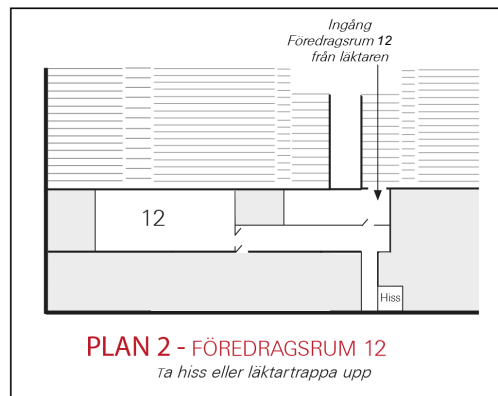 Ingång
Föredragsrum 12
från läktaren
12
Hiss
PLAN 2 - FÖREDRAGSRUM 12
Ta hiss eller läktartrappa upp